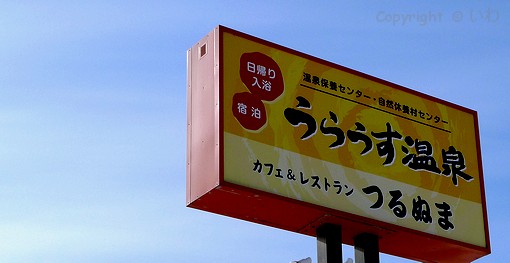 Copyright © いわ
日帰り
入浴
宿泊
温泉保養センター・自然休養村センター
うらうす温泉
カフェ&レストラン つるぬま